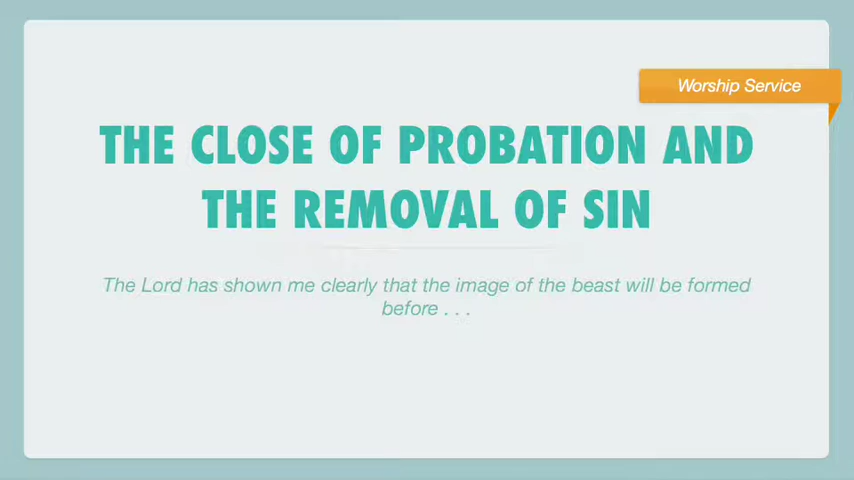 Worship Service
THE CLOSE OF PROBATION AND
THE REMOVAL OF SIN
The Lord has shown me clearly that the image of the beast will be formed
before . . .